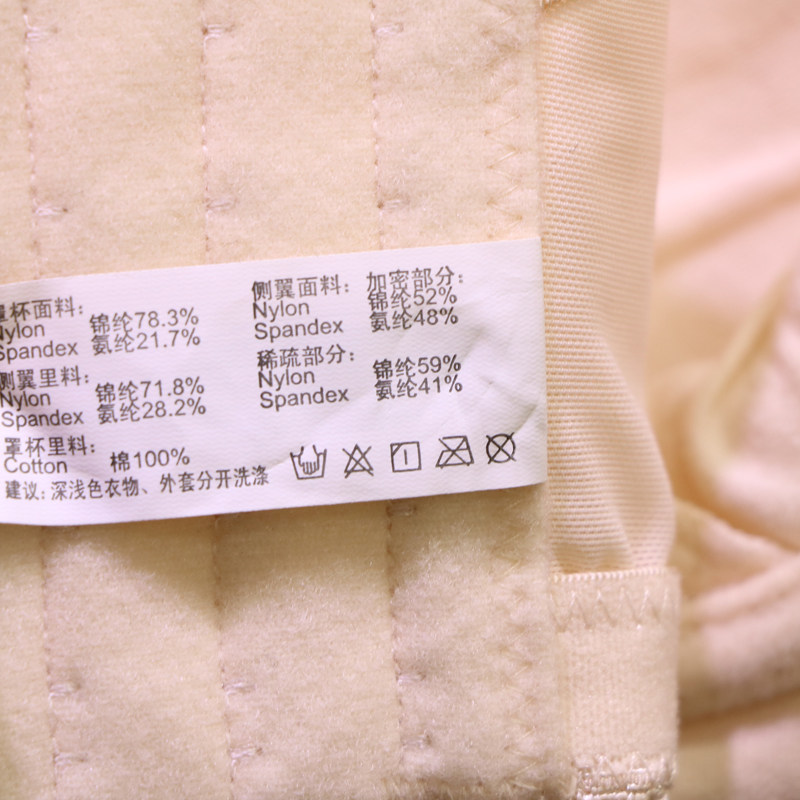 罩杯面料:
Nylon 锦纶78.3%
Spandex 氨纶21.7%
侧翼里料:
Nylon 锦纶71.8%
Spandex 氨纶28.2%
罩杯里料:
Cotton 棉100%
建议: 深浅色衣物、外套分开洗涤
侧翼面料: 加密部分:
Nylon 锦纶52%
Spandex 氨纶48%
稀疏部分:
Nylon 锦纶59%
Spandex 氨纶41%